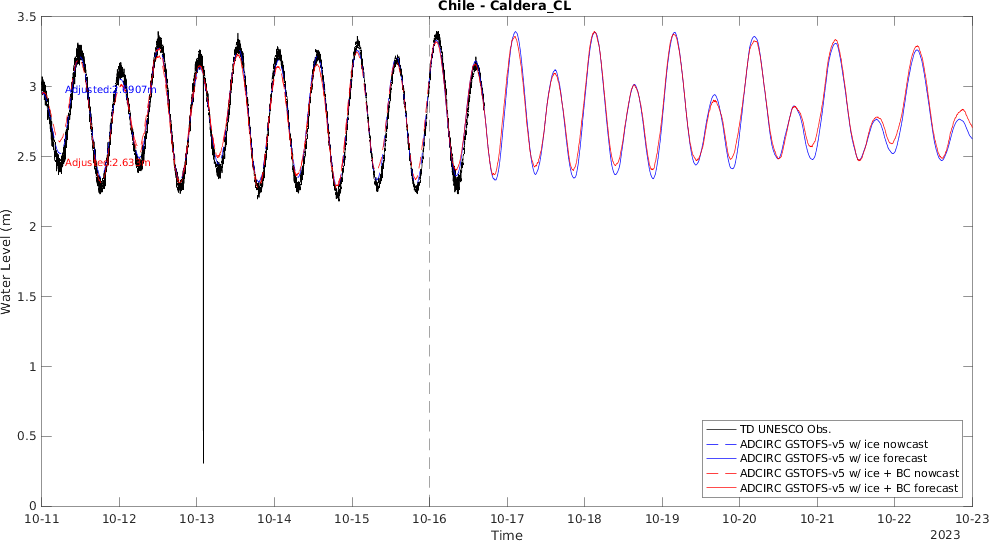 Chile - Caldera_CL
3.5
3
2.5
2
1.5
1
0.5
0
Water Level (m)
Adjusted:2.6907m
TD UNESCO Obs.
ADCIRC GSTOFS-v5 w/ ice nowcast
ADCIRC GSTOFS-v5 w/ ice forecast
ADCIRC GSTOFS-v5 w/ ice + BC nowcast
ADCIRC GSTOFS-v5 w/ ice + BC forecast
10-11 10-12 10-13 10-14 10-15 10-16 10-17 10-18 10-19 10-20 10-21 10-22 10-23
Time
2023